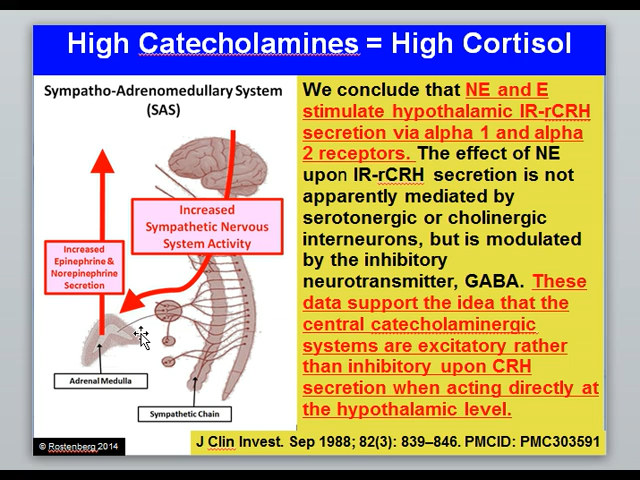 High Catecholamines = High Cortisol
Sympatho-Adrenomedullary System
(SAS)
Increased
Sympathetic Nervous
System Activity
Increased
Epinephrine &
Norepinephrine
Secretion
Adrenal Medulla
Sympathetic Chain
© Rostenberg 2014
We conclude that NE and E
stimulate hypothalamic IR-rCRH
secretion via alpha 1 and alpha
2 receptors. The effect of NE
upon IR-rCRH secretion is not
apparently mediated by
serotonergic or cholinergic
interneurons, but is modulated
by the inhibitory
neurotransmitter, GABA. These
data support the idea that the
central catecholaminergic
systems are excitatory rather
than inhibitory upon CRH
secretion when acting directly at
the hypothalamic level.
J Clin Invest. Sep 1988; 82(3): 839–846. PMCID: PMC303591